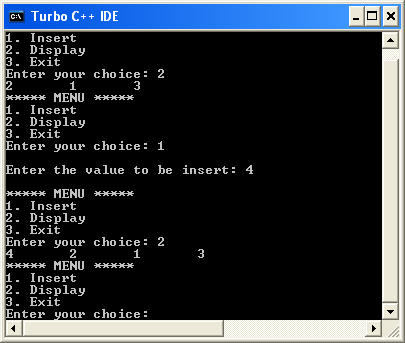 Turbo C++ IDE
1. Insert
2. Display
3. Exit
Enter your choice: 2
2       1       3
***** MENU *****
1. Insert
2. Display
3. Exit
Enter your choice: 1
Enter the value to be insert: 4
***** MENU *****
1. Insert
2. Display
3. Exit
Enter your choice: 2
4       2       1       3
***** MENU *****
1. Insert
2. Display
3. Exit
Enter your choice: